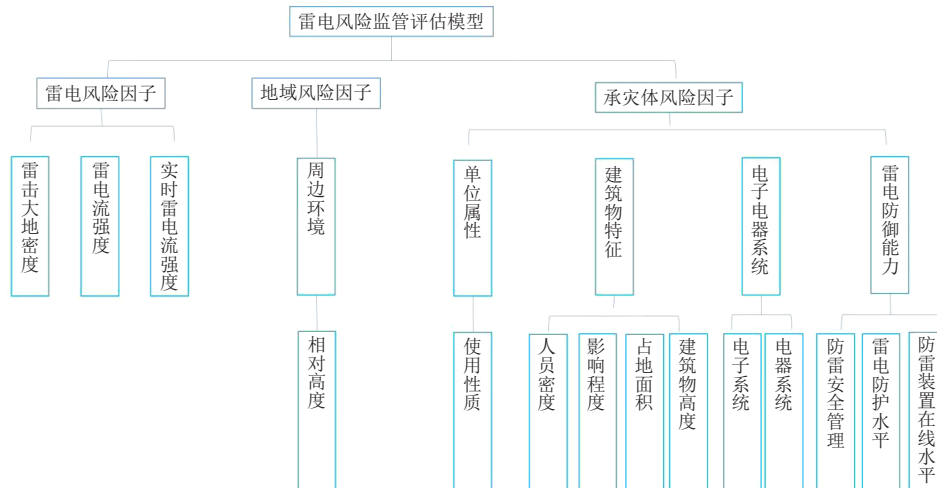 雷电风险监管评估模型
雷电风险因子
地域风险因子
承灾体风险因子
雷击大地密度
雷电流强度
实时雷电流强度
周边环境
单位属性
建筑物特征
电子电器系统
雷电防御能力
相对高度
使用性质
人员密度
影响程度
占地面积
建筑物高度
电子系统
电器系统
防雷安全管理
雷电防护水平
防雷装置在线水平